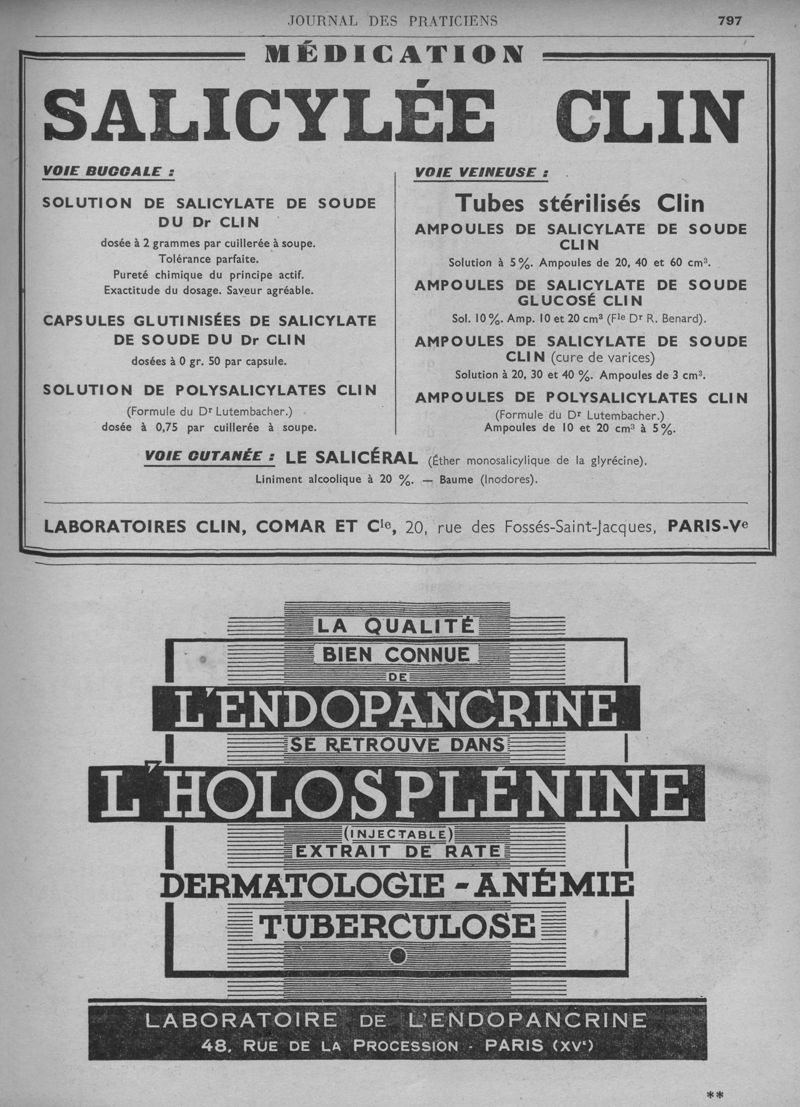 JOURNAL DES PRATICIENS 797
MÉDICATION
SALICYLÉE CLIN
VOIE BUCCALE :
SOLUTION DE SALICYLATE DE SOUDE
DU Dr CLIN
dosée à 2 grammes par cuillerée à soupe.
Tolérance parfaite.
Pureté chimique du principe actif.
Exactitude du dosage. Saveur agréable.
CAPSULES GLUTINISÉES DE SALICYLATE
DE SOUDE DU Dr CLIN
dosées à 0 gr. 50 par capsule.
SOLUTION DE POLYSALICYLATES CLIN
(Formule du Dr Lutembacher.)
dosée à 0,75 par cuillerée à soupe.
VOIE VEINEUSE :
Tubes stérilisés Clin
AMPOULES DE SALICYLATE DE SOUDE
CLIN
Solution à 5%. Ampoules de 20, 40 et 60 cm³.
AMPOULES DE SALICYLATE DE SOUDE
GLUCOSÉ CLIN
Sol. 10%. Amp. 10 et 20 cm³ (Fle Dr R. Benard).
AMPOULES DE SALICYLATE DE SOUDE
CLIN (cure de varices)
Solution à 20, 30 et 40 %. Ampoules de 3 cm³.
AMPOULES DE POLYSALICYLATES CLIN
(Formule du Dr Lutembacher.)
Ampoules de 10 et 20 cm³ à 5%.
VOIE CUTANÉE : LE SALICÉRAL (Éther monosalicylique de la glyrécine).
Liniment alcoolique à 20 %. — Baume (Inodores).
LABORATOIRES CLIN, COMAR ET Cie, 20, rue des Fossés-Saint-Jacques, PARIS-Ve
LA QUALITÉ
BIEN CONNUE
DE
L'ENDOPANCRINE
SE RETROUVE DANS
L'HOLOSPLÉNINE
(INJECTABLE)
EXTRAIT DE RATE
DERMATOLOGIE - ANÉMIE
TUBERCULOSE
LABORATOIRE DE L'ENDOPANCRINE
48, RUE DE LA PROCESSION - PARIS (XVe)
**